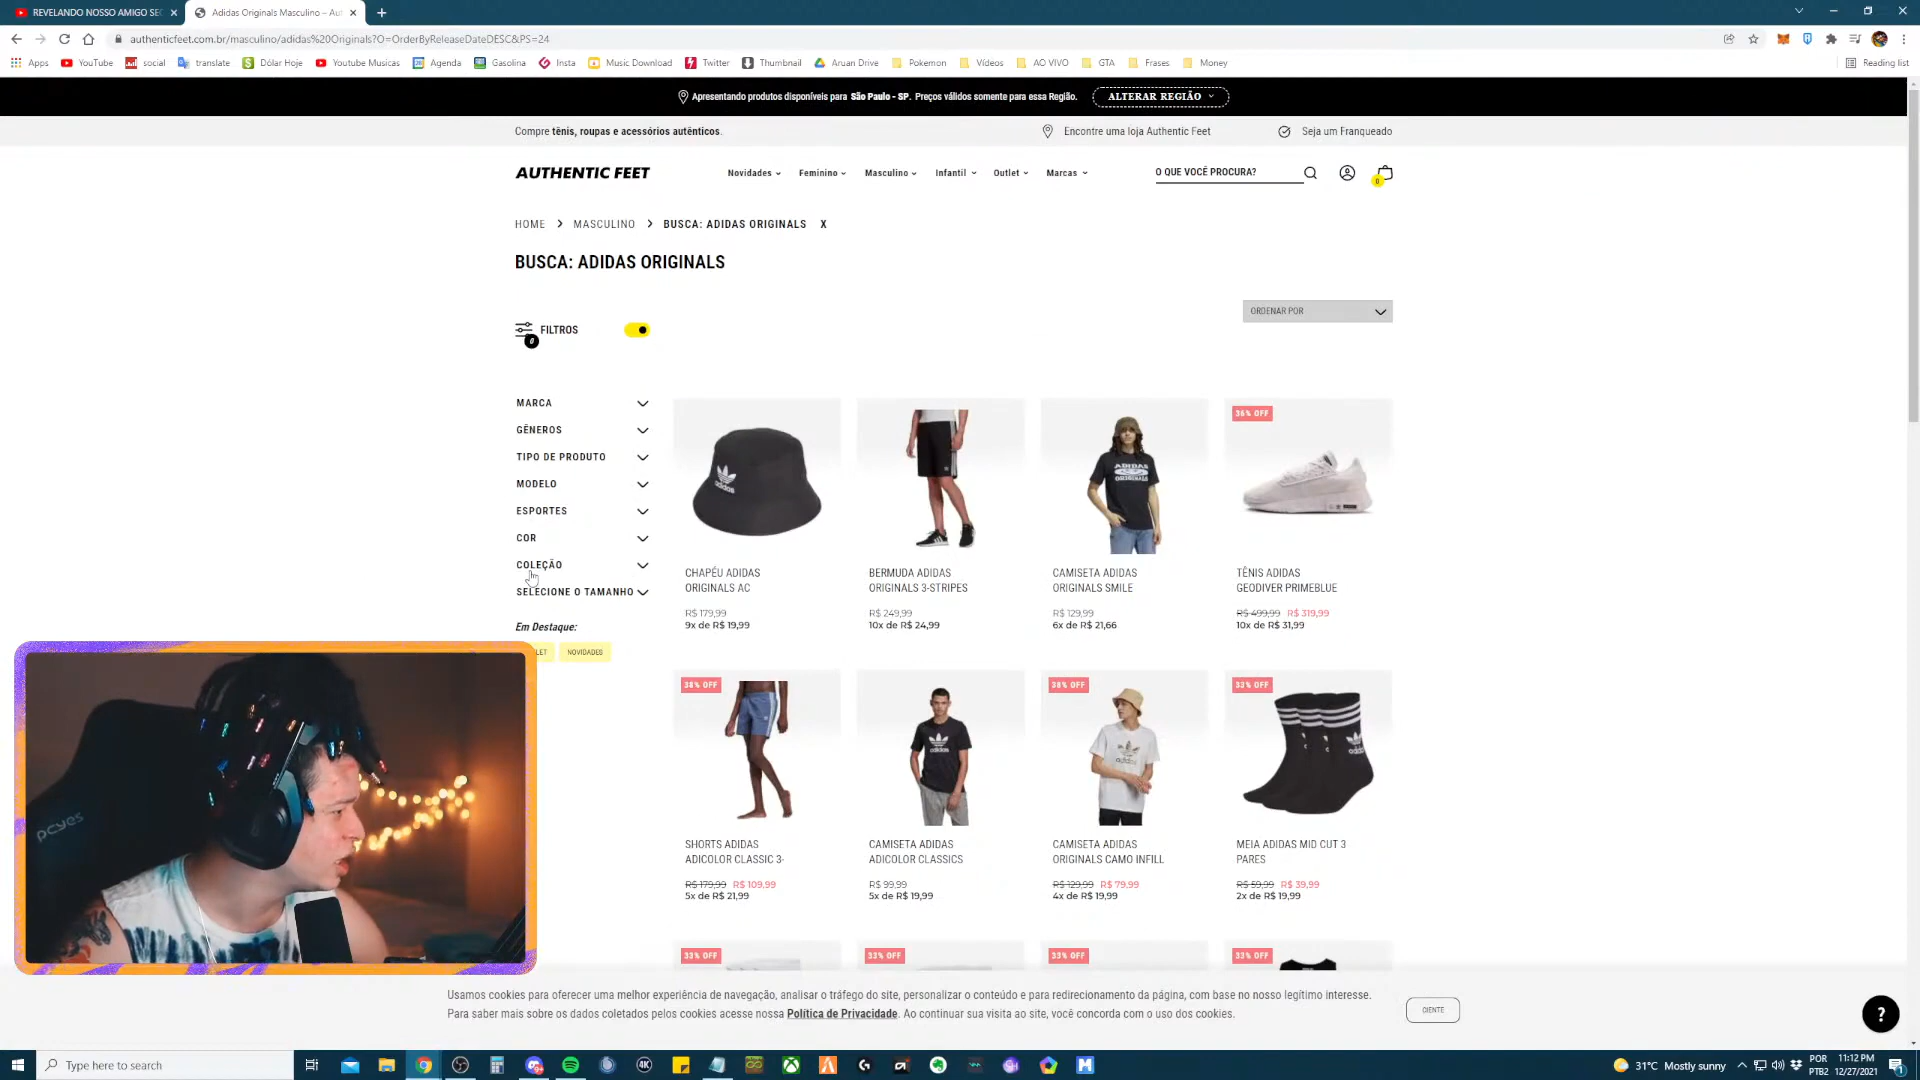 REVELANDO NOSSO AMIGO SEC
Adidas Originals Masculino – Aut
authenticfeet.com.br/masculino/adidas%20Originals?O=OrderByReleaseDateDESC&PS=24
Apps YouTube social translate Dólar Hoje Youtube Musicas Agenda Gasolina Insta Music Download Twitter Thumbnail Aruan Drive Pokemon Vídeos AO VIVO GTA Frases Money Reading list
Apresentando produtos disponíveis para São Paulo - SP. Preços válidos somente para essa Região. ALTERAR REGIÃO
Compre tênis, roupas e acessórios autênticos. Encontre uma loja Authentic Feet Seja um Franqueado
AUTHENTIC FEET Novidades Feminino Masculino Infantil Outlet Marcas O QUE VOCÊ PROCURA? 0
HOME > MASCULINO > BUSCA: ADIDAS ORIGINALS X
BUSCA: ADIDAS ORIGINALS
ORDENAR POR
FILTROS
0
MARCA
GÊNEROS
TIPO DE PRODUTO
MODELO
ESPORTES
COR
COLEÇÃO
SELECIONE O TAMANHO
Em Destaque:
LET NOVIDADES
CHAPÉU ADIDAS
ORIGINALS AC
R$ 179,99
9x de R$ 19,99
BERMUDA ADIDAS
ORIGINALS 3-STRIPES
R$ 249,99
10x de R$ 24,99
ADIDAS
ORIGINALS
CAMISETA ADIDAS
ORIGINALS SMILE
R$ 129,99
6x de R$ 21,66
36% OFF
TÊNIS ADIDAS
GEODIVER PRIMEBLUE
R$ 499,99 R$ 319,99
10x de R$ 31,99
38% OFF
SHORTS ADIDAS
ADICOLOR CLASSIC 3-
R$ 179,99 R$ 109,99
5x de R$ 21,99
adidas
CAMISETA ADIDAS
ADICOLOR CLASSICS
R$ 99,99
5x de R$ 19,99
38% OFF
CAMISETA ADIDAS
ORIGINALS CAMO INFILL
R$ 129,99 R$ 79,99
4x de R$ 19,99
33% OFF
MEIA ADIDAS MID CUT 3
PARES
R$ 59,99 R$ 39,99
2x de R$ 19,99
33% OFF
33% OFF
33% OFF
33% OFF
pcyes
Usamos cookies para oferecer uma melhor experiência de navegação, analisar o tráfego do site, personalizar o conteúdo e para redirecionamento da página, com base no nosso legítimo interesse.
Para saber mais sobre os dados coletados pelos cookies acesse nossa Política de Privacidade. Ao continuar sua visita ao site, você concorda com o uso dos cookies.
CIENTE
?
Type here to search
31°C Mostly sunny
POR
PTB2
11:12 PM
12/27/2021